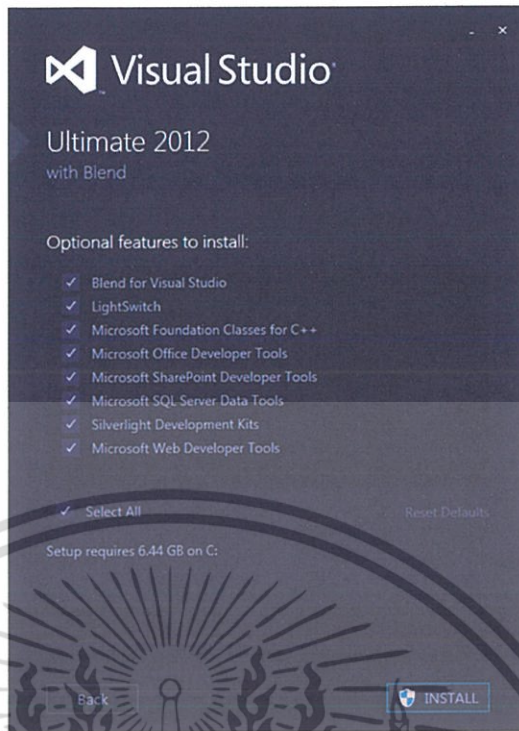 Visual Studio
Ultimate 2012
with Blend
Optional features to install:
Blend for Visual Studio
LightSwitch
Microsoft Foundation Classes for C++
Microsoft Office Developer Tools
Microsoft SharePoint Developer Tools
Microsoft SQL Server Data Tools
Silverlight Development Kits
Microsoft Web Developer Tools
Select All
Reset Defaults
Setup requires 6.44 GB on C:
Back
INSTALL